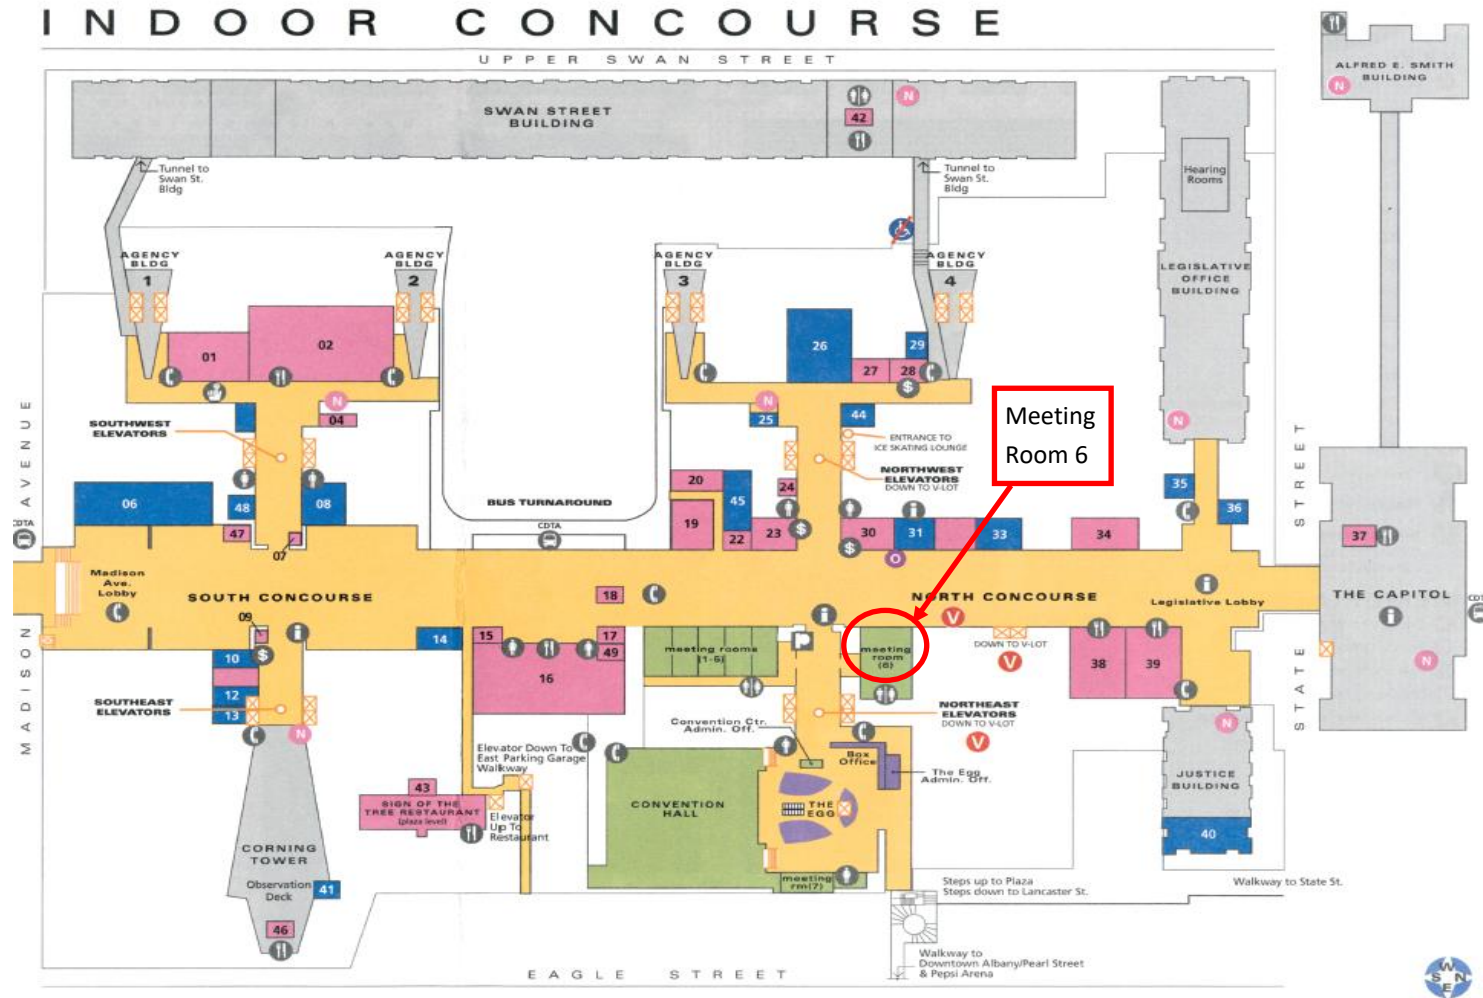 INDOOR CONCOURSE
UPPER SWAN STREET
ALFRED E. SMITH
BUILDING
N
SWAN STREET
BUILDING
42
N
Tunnel to
Swan St.
Bldg
Tunnel to
Swan St.
Bldg
Hearing
Rooms
AGENCY
BLDG
1
AGENCY
BLDG
2
AGENCY
BLDG
3
AGENCY
BLDG
4
LEGISLATIVE
OFFICE
BUILDING
01
02
26
29
27
28
$
N
04
N
25
44
Meeting
Room 6
N
MADISON AVENUE
SOUTHWEST
ELEVATORS
ENTRANCE TO
ICE SKATING LOUNGE
NORTHWEST
ELEVATORS
DOWN TO V-LOT
STATE STREET
06
48
08
BUS TURNAROUND
20
45
24
19
22
23
$
30
31
33
34
35
36
37
CDTA
47
07
CDTA
$
O
Madison
Ave.
Lobby
SOUTH CONCOURSE
18
NORTH CONCOURSE
Legislative Lobby
THE CAPITOL
CDT
09
$
14
15
17
49
16
P
V
meeting rooms
(1-5)
meeting
room
(6)
DOWN TO V-LOT
V
38
39
N
10
12
13
SOUTHEAST
ELEVATORS
N
NORTHEAST
ELEVATORS
DOWN TO V-LOT
V
N
Convention Ctr.
Admin. Off.
Elevator Down To
East Parking Garage
Walkway
Box
Office
The Egg
Admin. Off.
JUSTICE
BUILDING
40
43
SIGN OF THE
TREE RESTAURANT
(plaza level)
Elevator
Up To
Restaurant
CONVENTION
HALL
THE
EGG
CORNING
TOWER
Observation
Deck
41
46
meeting
rm(7)
Steps up to Plaza
Steps down to Lancaster St.
Walkway to State St.
Walkway to
Downtown Albany/Pearl Street
& Pepsi Arena
EAGLE STREET
W
S N
E